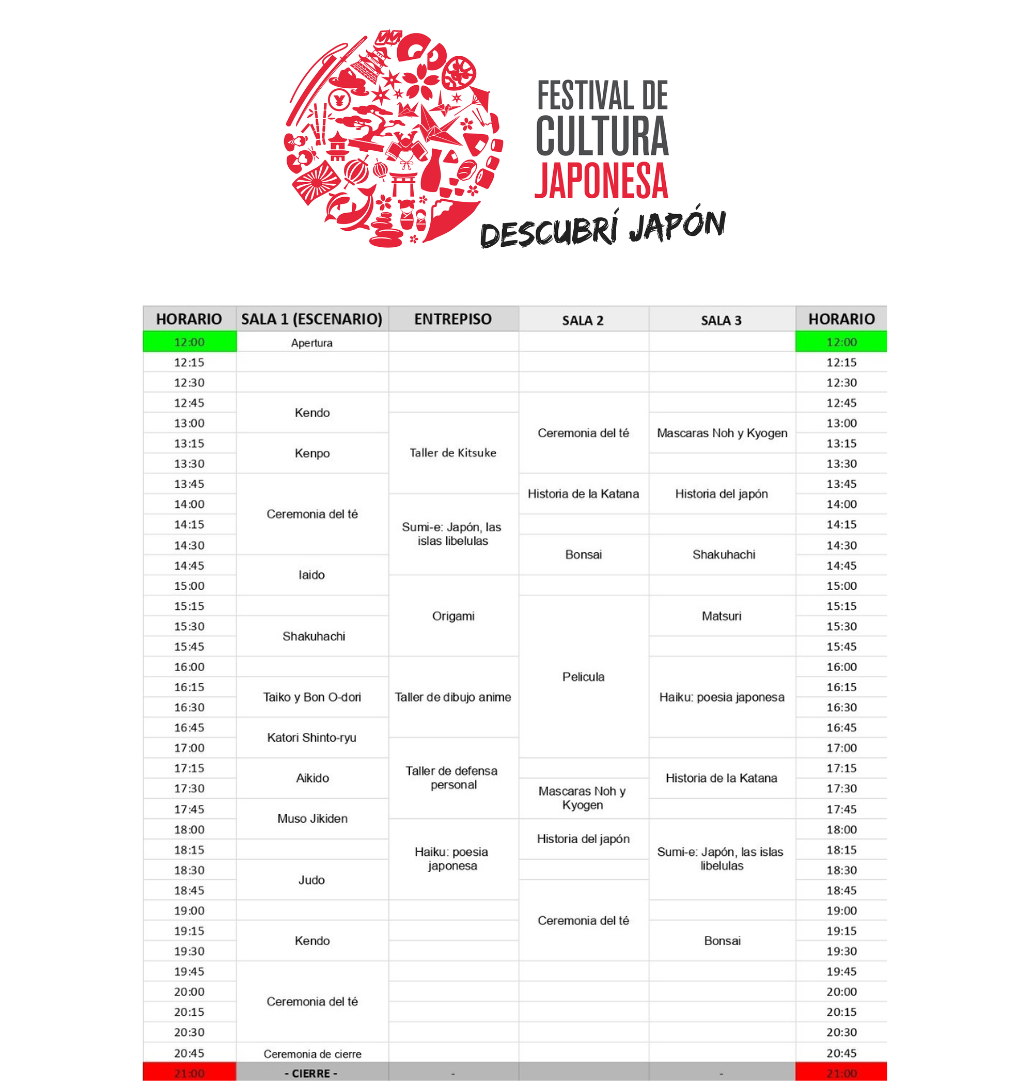 FESTIVAL DE
CULTURA
JAPONESA
DESCUBRÍ JAPÓN
HORARIO SALA 1 (ESCENARIO) ENTREPISO SALA 2 SALA 3 HORARIO
12:00 Apertura 12:00
12:15 12:15
12:30 12:30
12:45 12:45
Kendo
13:00 Ceremonia del té Mascaras Noh y Kyogen 13:00
13:15 13:15
Kenpo Taller de Kitsuke
13:30 13:30
13:45 13:45
Historia de la Katana Historia del japón
14:00 14:00
Ceremonia del té
14:15 Sumi-e: Japón, las 14:15
14:30 islas libelulas 14:30
Bonsai Shakuhachi
14:45 14:45
Iaido
15:00 15:00
15:15 15:15
Origami Matsuri
15:30 15:30
Shakuhachi
15:45 15:45
16:00 16:00
Pelicula
16:15 16:15
Taiko y Bon O-dori Taller de dibujo anime Haiku: poesia japonesa
16:30 16:30
16:45 16:45
Katori Shinto-ryu
17:00 17:00
17:15 Taller de defensa 17:15
Aikido personal Historia de la Katana
17:30 Mascaras Noh y 17:30
17:45 Kyogen 17:45
Muso Jikiden
18:00 18:00
Historia del japón
18:15 Haiku: poesia Sumi-e: Japón, las islas 18:15
18:30 japonesa libelulas 18:30
Judo
18:45 18:45
19:00 19:00
Ceremonia del té
19:15 19:15
Kendo Bonsai
19:30 19:30
19:45 19:45
20:00 20:00
Ceremonia del té
20:15 20:15
20:30 20:30
20:45 Ceremonia de cierre 20:45
21:00 - CIERRE - - - 21:00